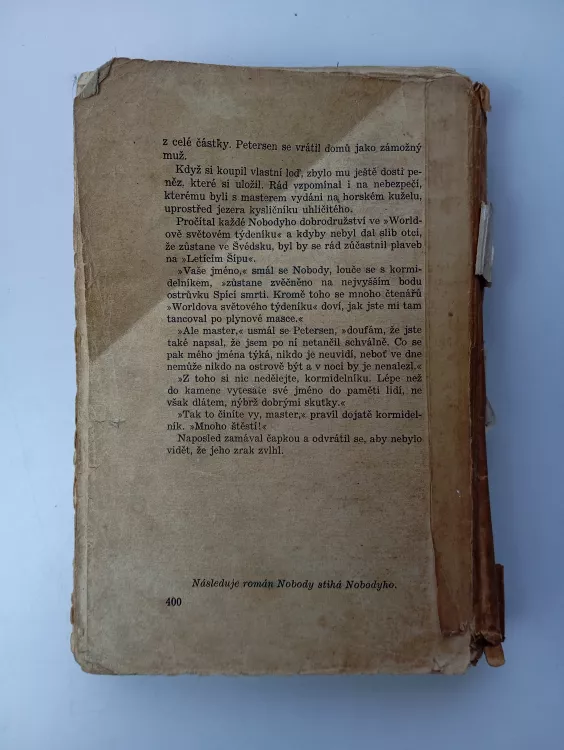 z celé částky. Petersen se vrátil domů jako zámožný
muž.
Když si koupil vlastní loď, zbylo mu ještě dosti pe-
něz, které si uložil. Rád vzpomínal i na nebezpečí,
kterému byli s masterem vydáni na horském kuželu,
uprostřed jezera kysličníku uhličitého.
Pročítal každé Nobodyho dobrodružství ve »Worldo-
vě světovém týdeníku« a kdyby nebyl dal slib otci,
že zůstane ve Švédsku, byl by se rád zúčastnil plaveb
na »Letícím Šípu«.
»Vaše jméno,« smál se Nobody, louče se s kormi-
delníkem, »zůstane zvěčněno na nejvyšším bodu
ostrůvku Spící smrti. Kromě toho se mnoho čtenářů
»Worldova světového týdeníku« doví, jak jste mi tam
tancoval po plynové masce.«
»Ale master,« usmál se Petersen, »doufám, že jste
také napsal, že jsem po ní netančil schválně. Co se
pak mého jména týká, nikdo je neuvidí, neboť ve dne
nemůže nikdo na ostrově být a v noci by je nenalezl.«
»Z toho si nic nedělejte, kormidelníku. Lépe než
do kamene vytesáte své jméno do paměti lidí, ne
však dlátem, nýbrž dobrými skutky.«
»Tak to činíte vy, master,« pravil dojatě kormidel-
ník. »Mnoho štěstí!«
Naposled zamával čapkou a odvrátil se, aby nebylo
vidět, že jeho zrak zvlhl.
Následuje román Nobody stíhá Nobodyho.
400